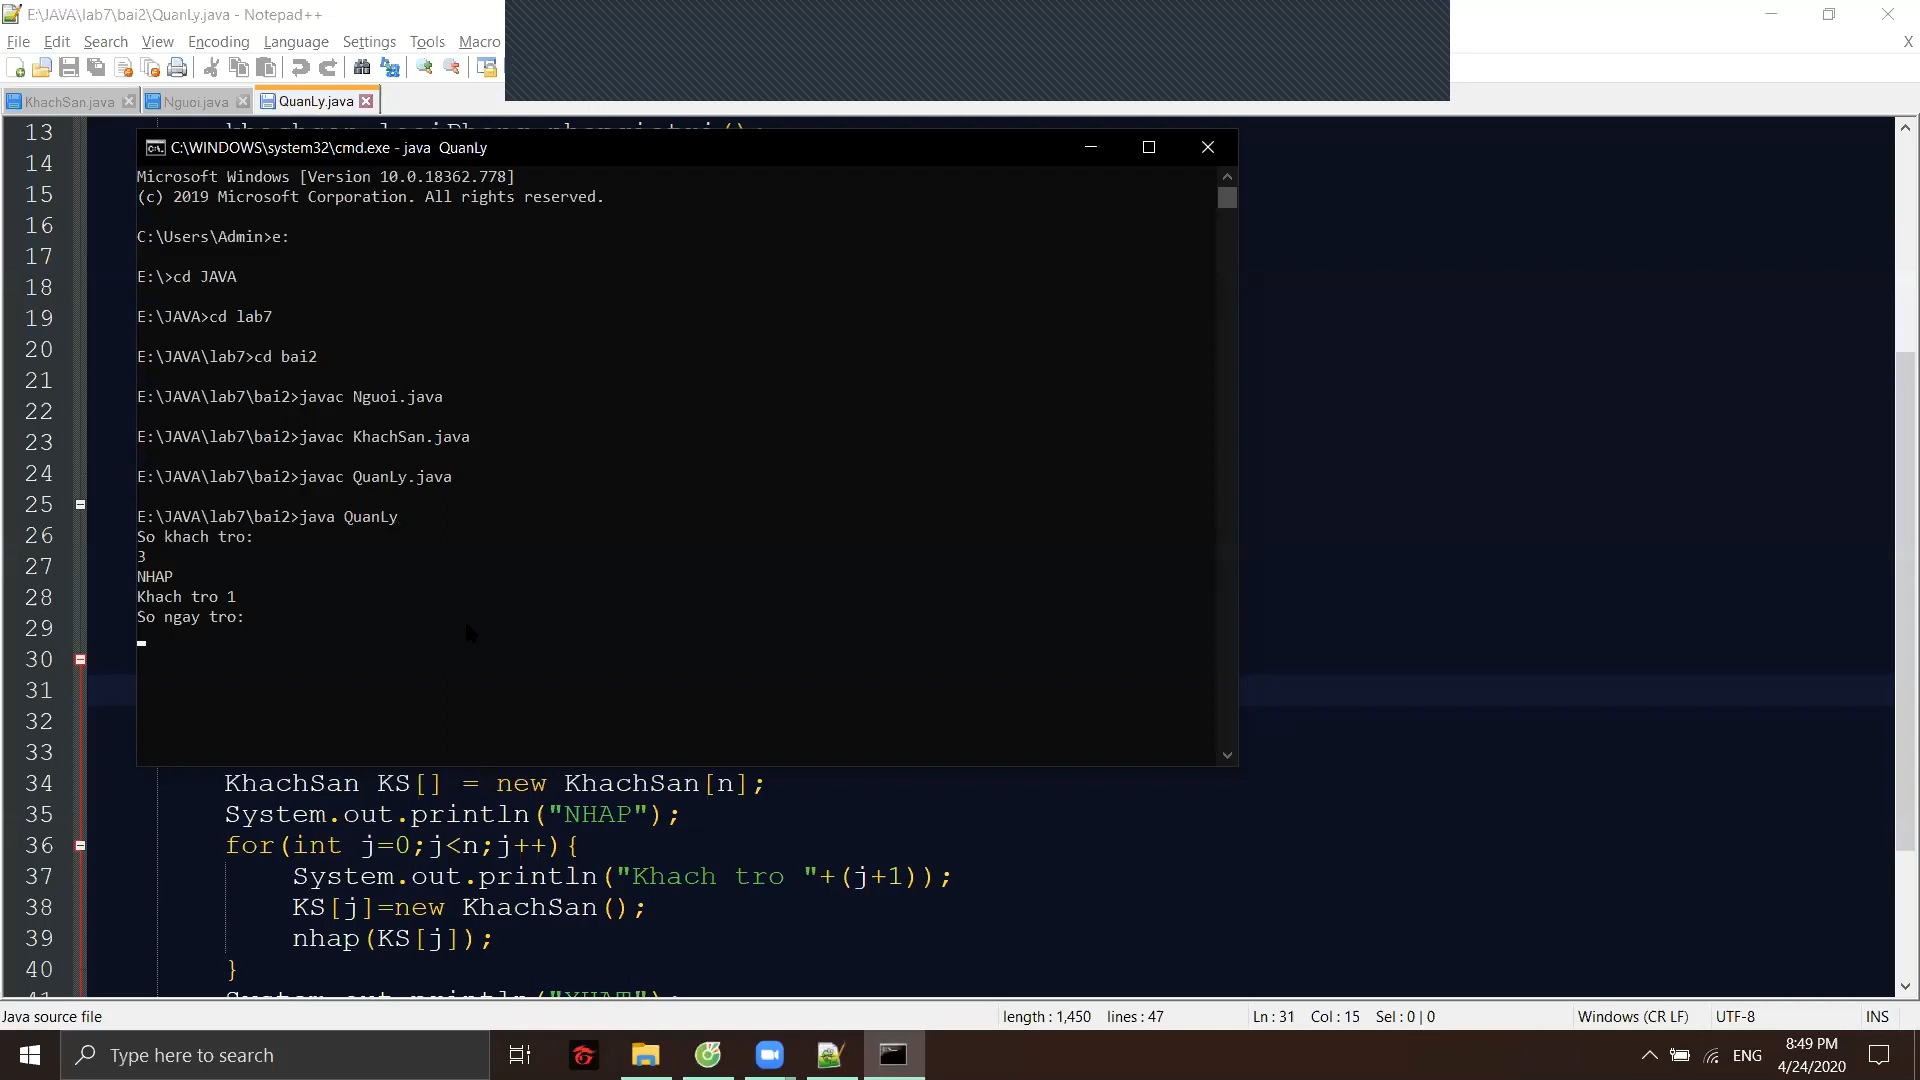 E:\JAVA\lab7\bai2\QuanLy.java - Notepad++
File Edit Search View Encoding Language Settings Tools Macro
X
KhachSan.java Nguoi.java QuanLy.java
C:\WINDOWS\system32\cmd.exe - java  QuanLy
Microsoft Windows [Version 10.0.18362.778]
(c) 2019 Microsoft Corporation. All rights reserved.
C:\Users\Admin>e:
E:\>cd JAVA
E:\JAVA>cd lab7
E:\JAVA\lab7>cd bai2
E:\JAVA\lab7\bai2>javac Nguoi.java
E:\JAVA\lab7\bai2>javac KhachSan.java
E:\JAVA\lab7\bai2>javac QuanLy.java
E:\JAVA\lab7\bai2>java QuanLy
So khach tro:
3
NHAP
Khach tro 1
So ngay tro:
13
14
15
16
17
18
19
20
21
22
23
24
25
26
27
28
29
30
31
32
33
34 KhachSan KS[] = new KhachSan[n];
35 System.out.println("NHAP");
36 for(int j=0;j<n;j++){
37 System.out.println("Khach tro "+(j+1));
38 KS[j]=new KhachSan();
39 nhap(KS[j]);
40 }
41 System.out.println("XUAT");
Java source file length : 1,450 lines : 47 Ln : 31 Col : 15 Sel : 0 | 0 Windows (CR LF) UTF-8 INS
Type here to search
ENG
8:49 PM
4/24/2020